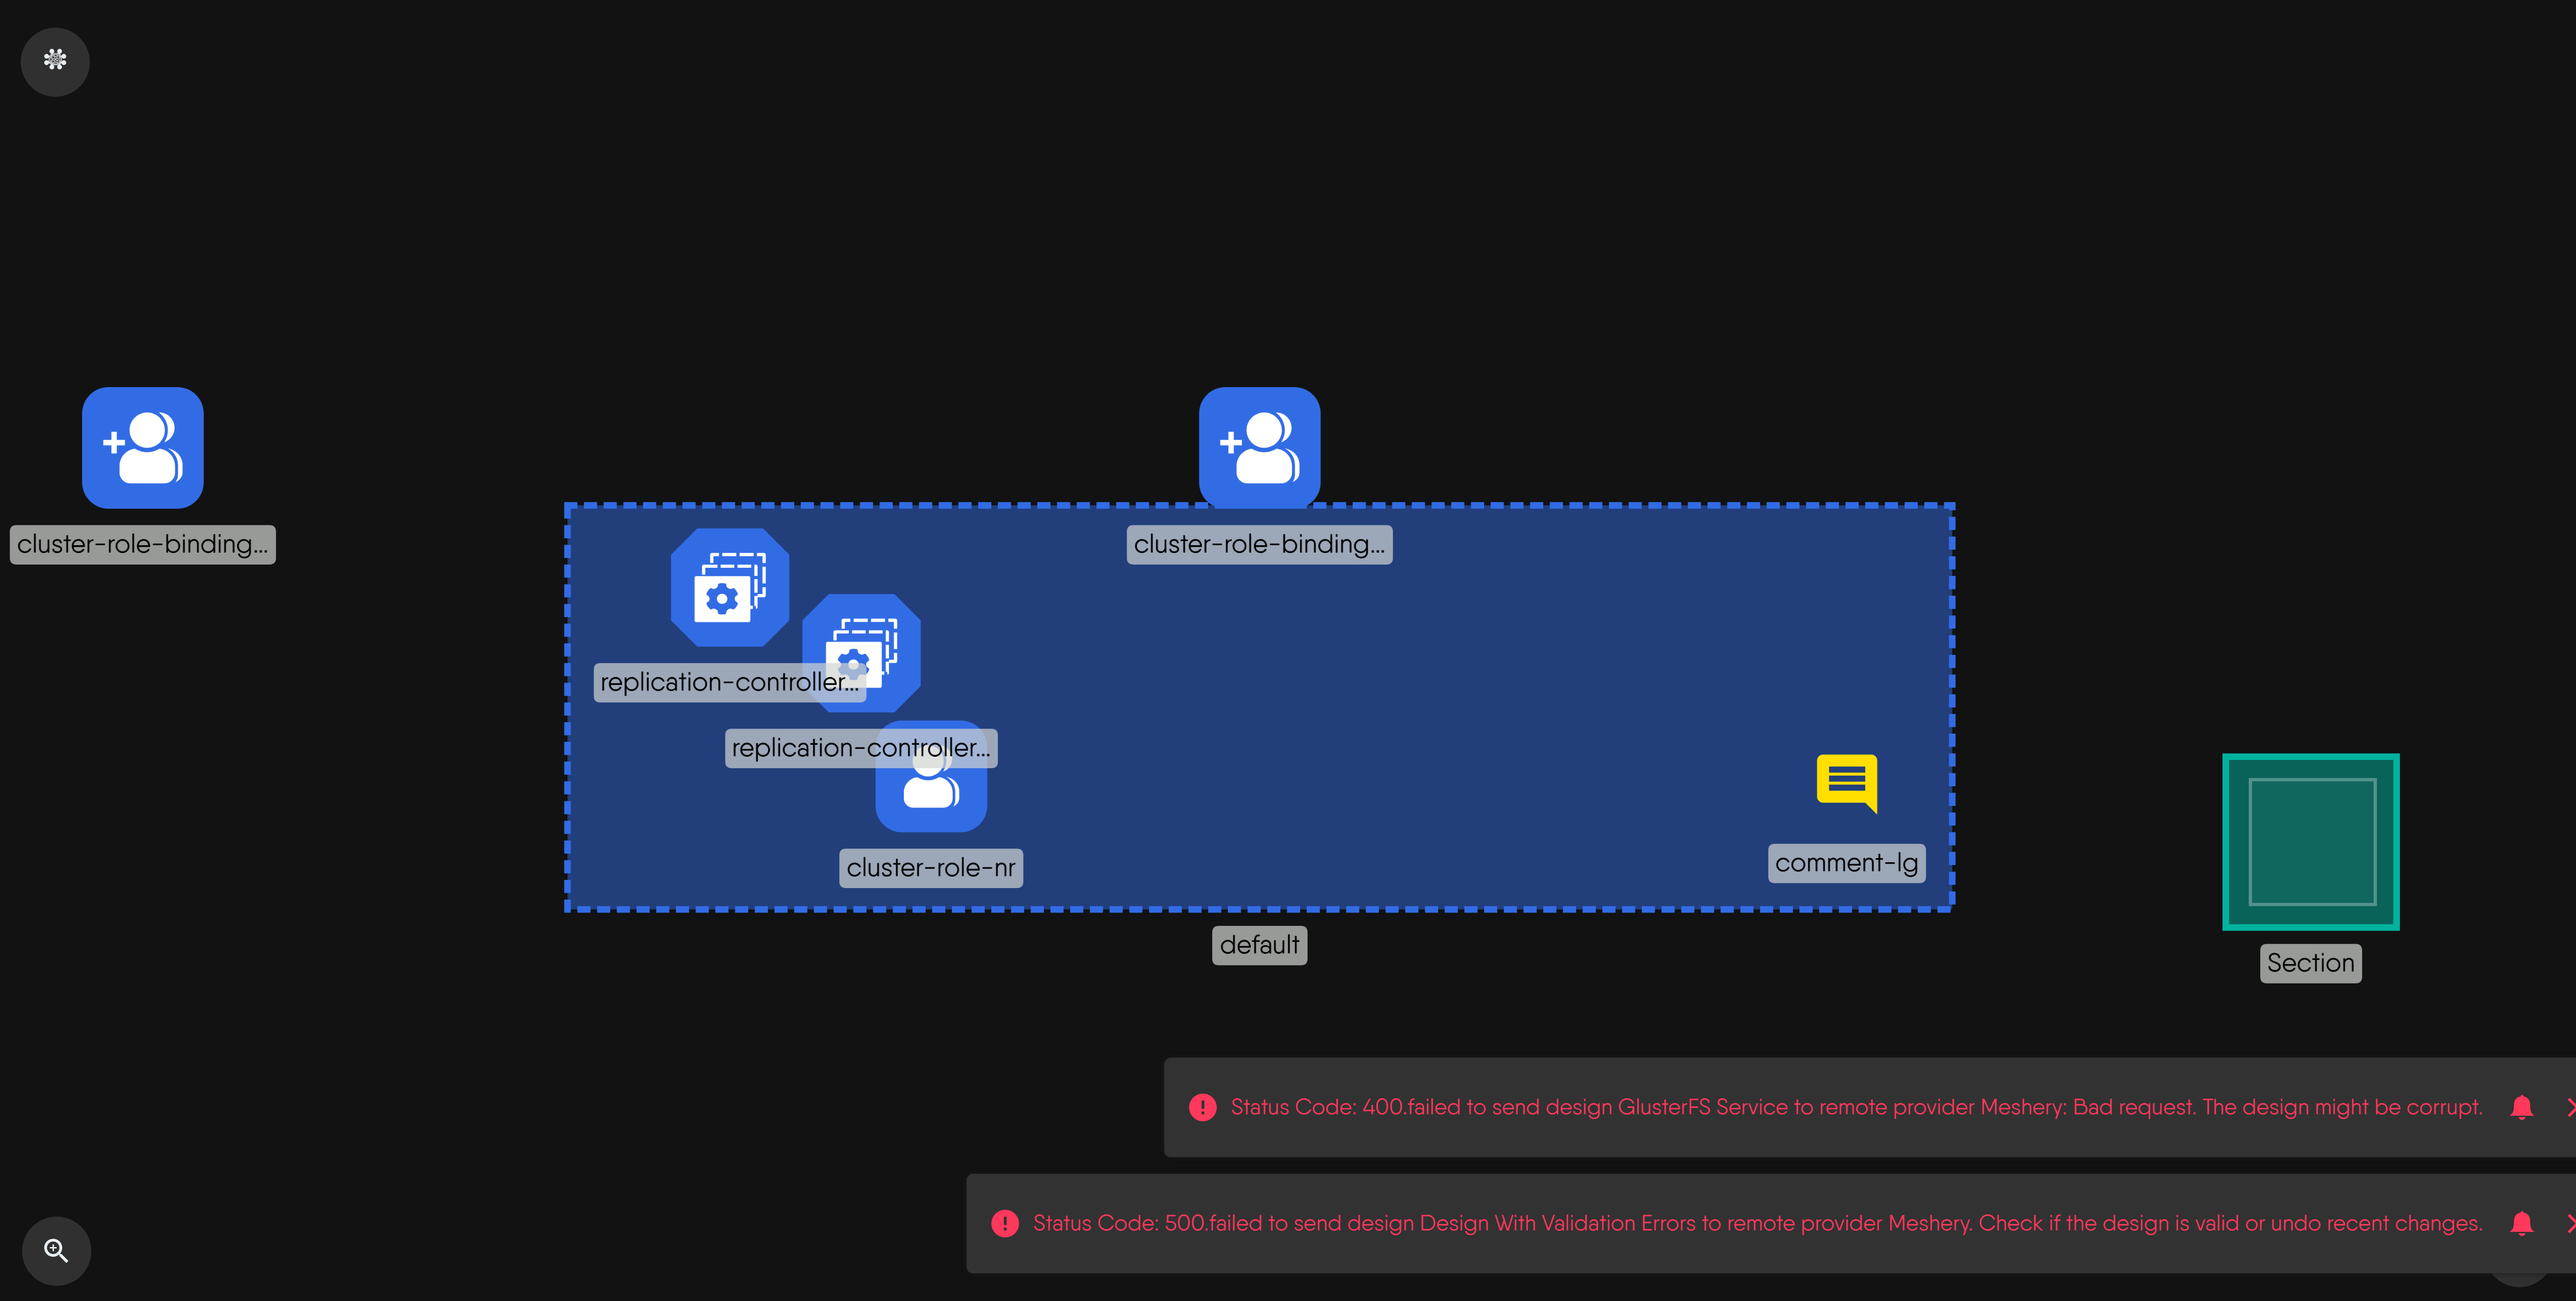 cluster-role-binding...
cluster-role-binding...
replication-controller...
replication-controller...
cluster-role-nr
comment-lg
default
Section
Status Code: 400.failed to send design GlusterFS Service to remote provider Meshery: Bad request. The design might be corrupt.
Status Code: 500.failed to send design Design With Validation Errors to remote provider Meshery. Check if the design is valid or undo recent changes.